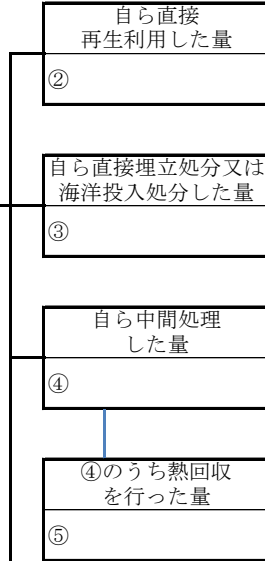 自ら直接
再生利用した量
②
自ら直接埋立処分又は
海洋投入処分した量
③
自ら中間処理
した量
④
④のうち熱回収
を行った量
⑤